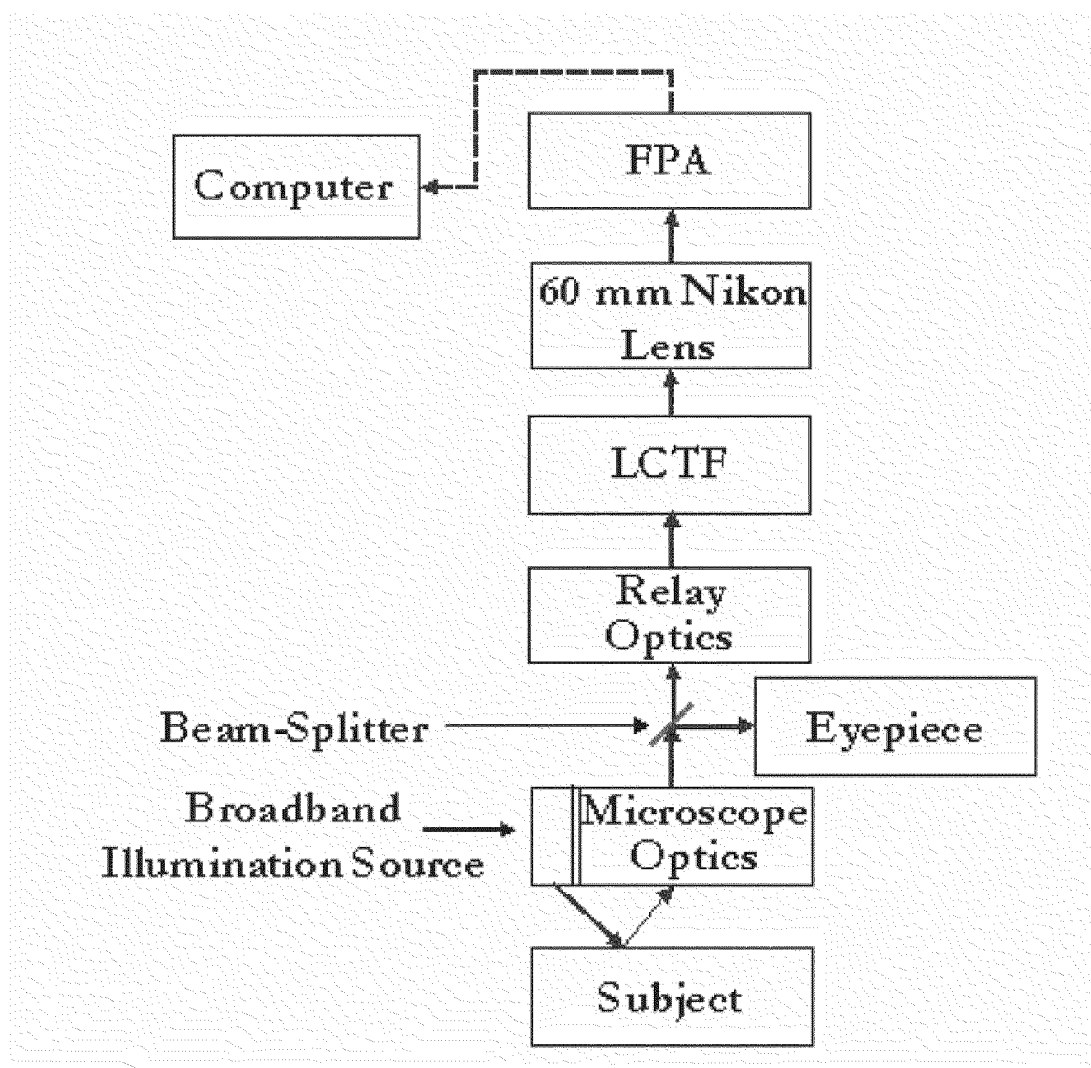 FPA
Computer
60 mm Nikon
Lens
LCTF
Relay
Optics
Beam-Splitter
Eyepiece
Broadband
Illumination Source
Microscope
Optics
Subject